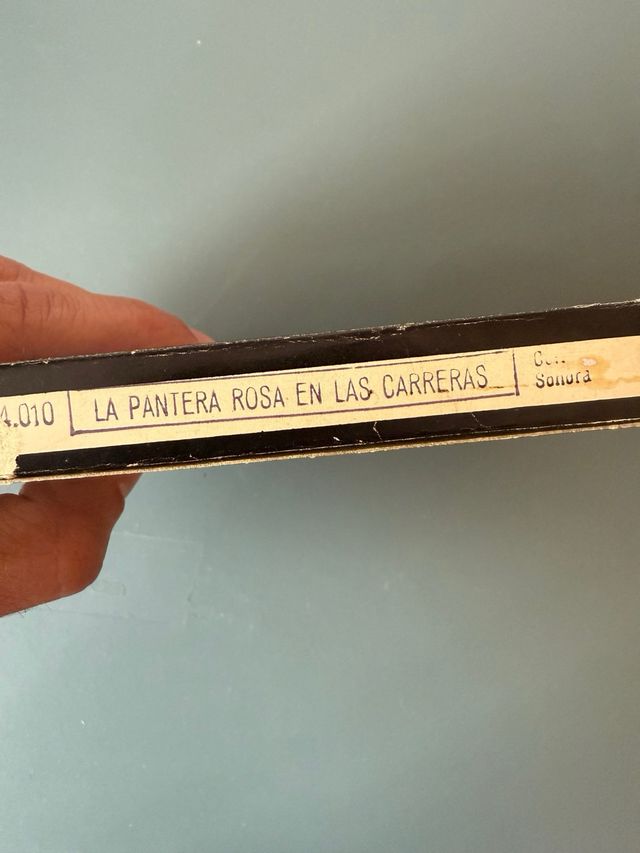 4.010
LA PANTERA ROSA EN LAS CARRERAS
Sonora